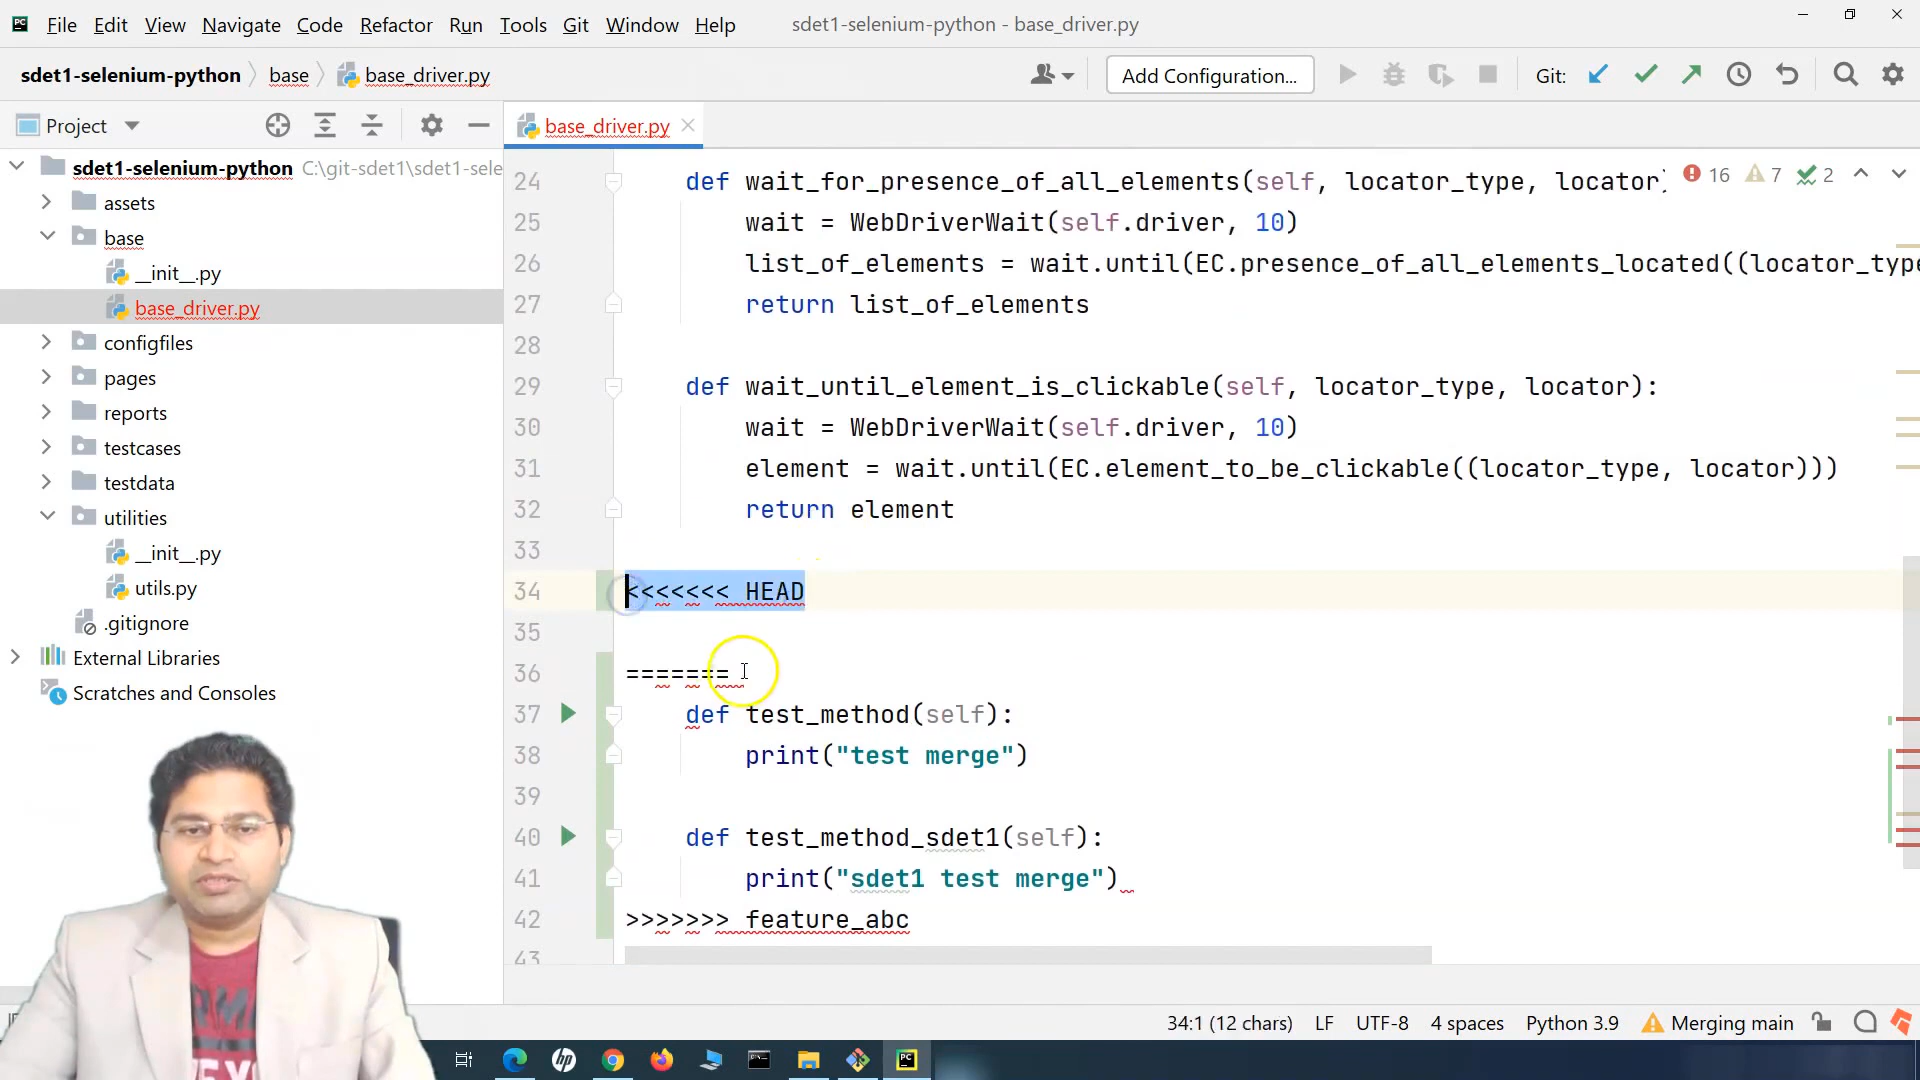 File Edit View Navigate Code Refactor Run Tools Git Window Help sdet1-selenium-python - base_driver.py
sdet1-selenium-python base base_driver.py Add Configuration... Git:
Project
base_driver.py
sdet1-selenium-python C:\git-sdet1\sdet1-sele
assets
base
__init__.py
base_driver.py
configfiles
pages
reports
testcases
testdata
utilities
__init__.py
utils.py
.gitignore
External Libraries
Scratches and Consoles
16 7 2
24 def wait_for_presence_of_all_elements(self, locator_type, locator)
25 wait = WebDriverWait(self.driver, 10)
26 list_of_elements = wait.until(EC.presence_of_all_elements_located((locator_type
27 return list_of_elements
28
29 def wait_until_element_is_clickable(self, locator_type, locator):
30 wait = WebDriverWait(self.driver, 10)
31 element = wait.until(EC.element_to_be_clickable((locator_type, locator)))
32 return element
33
34 <<<<<<< HEAD
35
36 =======
37 def test_method(self):
38 print("test merge")
39
40 def test_method_sdet1(self):
41 print("sdet1 test merge")
42 >>>>>>> feature_abc
43
34:1 (12 chars) LF UTF-8 4 spaces Python 3.9 Merging main
hp
PC